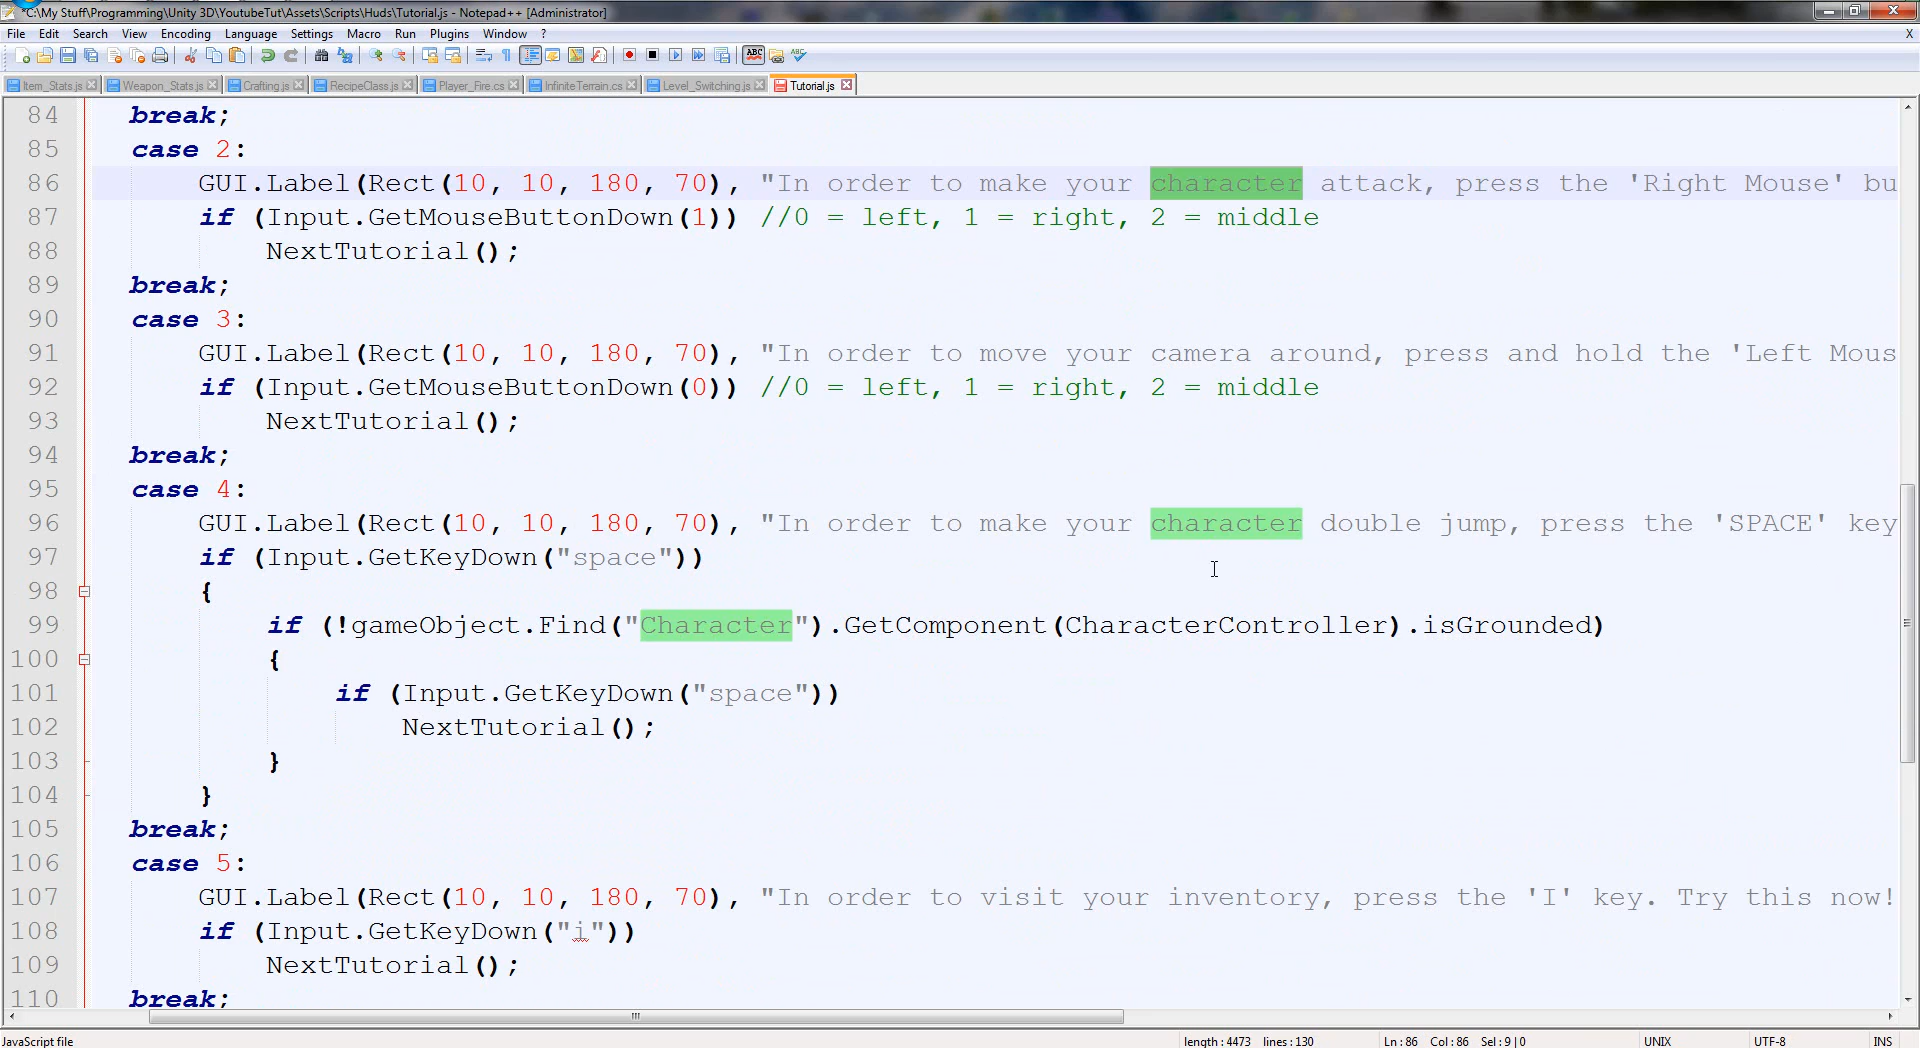 *C:\My Stuff\Programming\Unity 3D\YoutubeTut\Assets\Scripts\Huds\Tutorial.js - Notepad++ [Administrator]
File Edit Search View Encoding Language Settings Macro Run Plugins Window ? X
Item_Stats.js Weapon_Stats.js Crafting.js RecipeClass.js Player_Fire.cs InfiniteTerrain.cs Level_Switching.js Tutorial.js
84 break;
85 case 2:
86 GUI.Label(Rect(10, 10, 180, 70), "In order to make your character attack, press the 'Right Mouse' bu
87 if (Input.GetMouseButtonDown(1)) //0 = left, 1 = right, 2 = middle
88 NextTutorial();
89 break;
90 case 3:
91 GUI.Label(Rect(10, 10, 180, 70), "In order to move your camera around, press and hold the 'Left Mous
92 if (Input.GetMouseButtonDown(0)) //0 = left, 1 = right, 2 = middle
93 NextTutorial();
94 break;
95 case 4:
96 GUI.Label(Rect(10, 10, 180, 70), "In order to make your character double jump, press the 'SPACE' key
97 if (Input.GetKeyDown("space"))
98 {
99 if (!gameObject.Find("Character").GetComponent(CharacterController).isGrounded)
100 {
101 if (Input.GetKeyDown("space"))
102 NextTutorial();
103 }
104 }
105 break;
106 case 5:
107 GUI.Label(Rect(10, 10, 180, 70), "In order to visit your inventory, press the 'I' key. Try this now!
108 if (Input.GetKeyDown("i"))
109 NextTutorial();
110 break;
JavaScript file length : 4473 lines : 130 Ln : 86 Col : 86 Sel : 9 | 0 UNIX UTF-8 INS